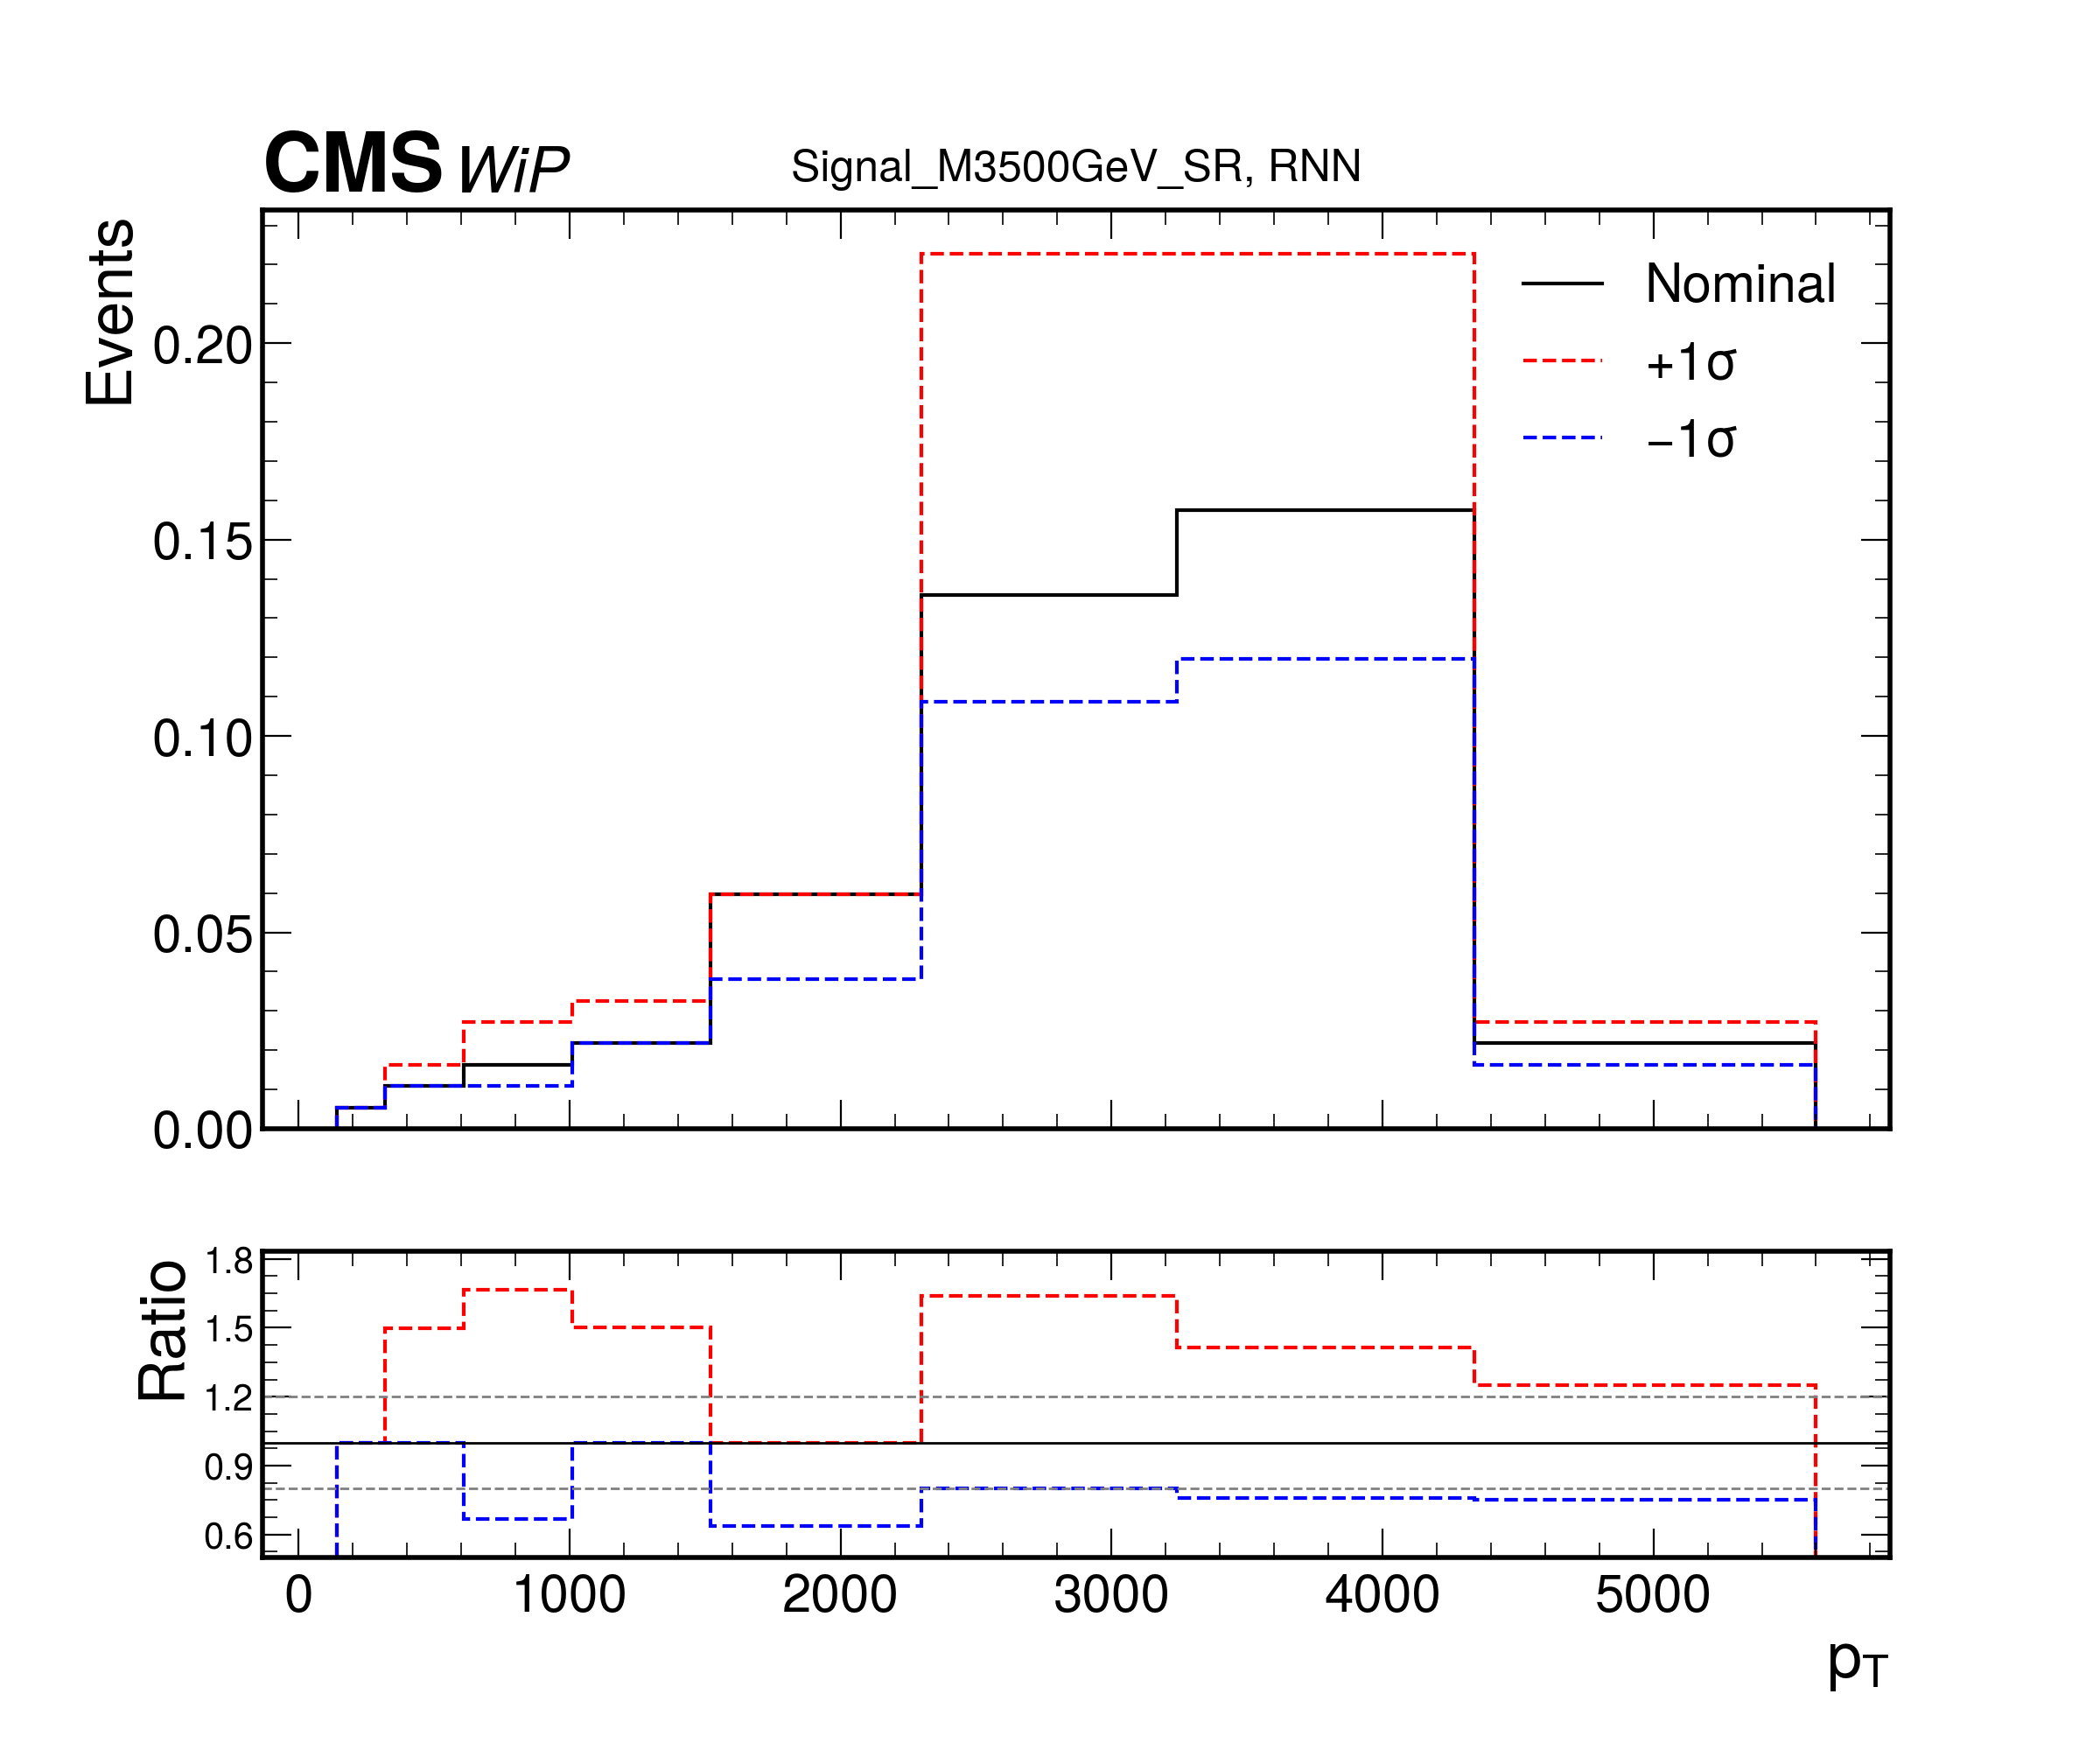 CMS WiP
Signal_M3500GeV_SR, RNN
Events
0.20
0.15
0.10
0.05
0.00
Nominal
+1σ
−1σ
Ratio
1.8
1.5
1.2
0.9
0.6
0 1000 2000 3000 4000 5000
pT